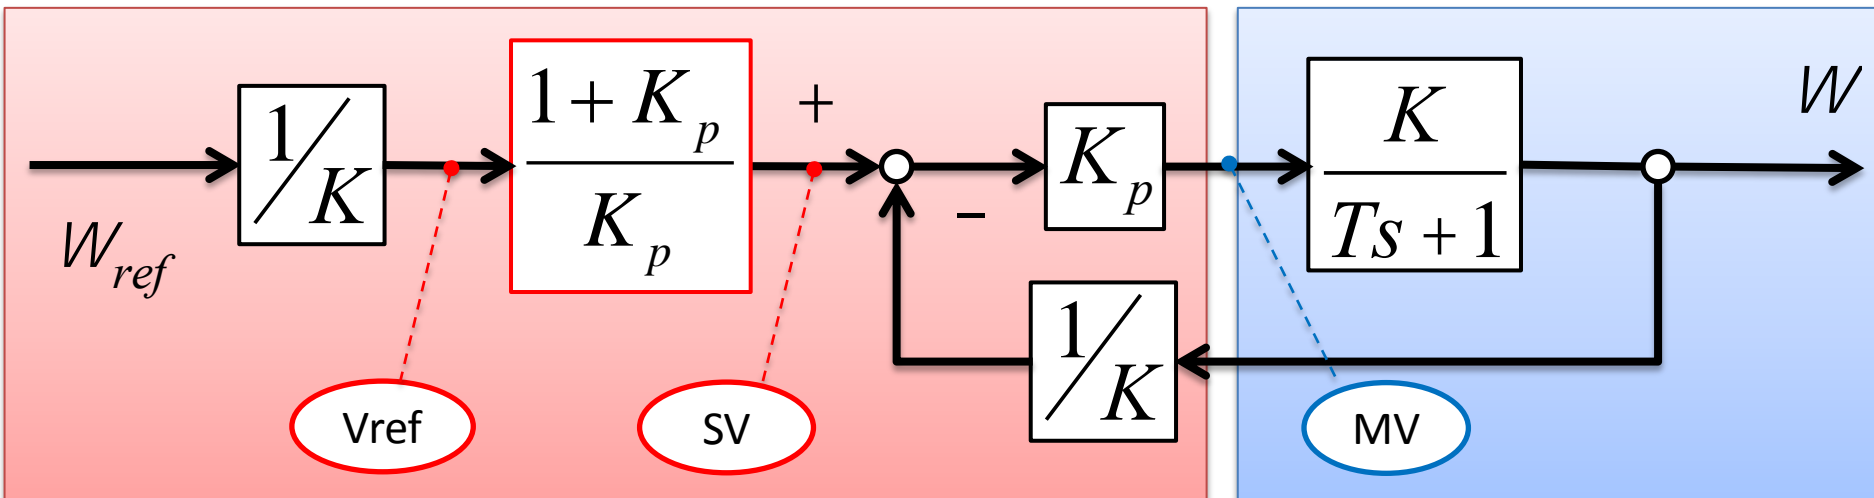 W_ref
1/K
Vref
1 + K_p
K_p
SV
+
-
K_p
1/K
MV
K
Ts + 1
W